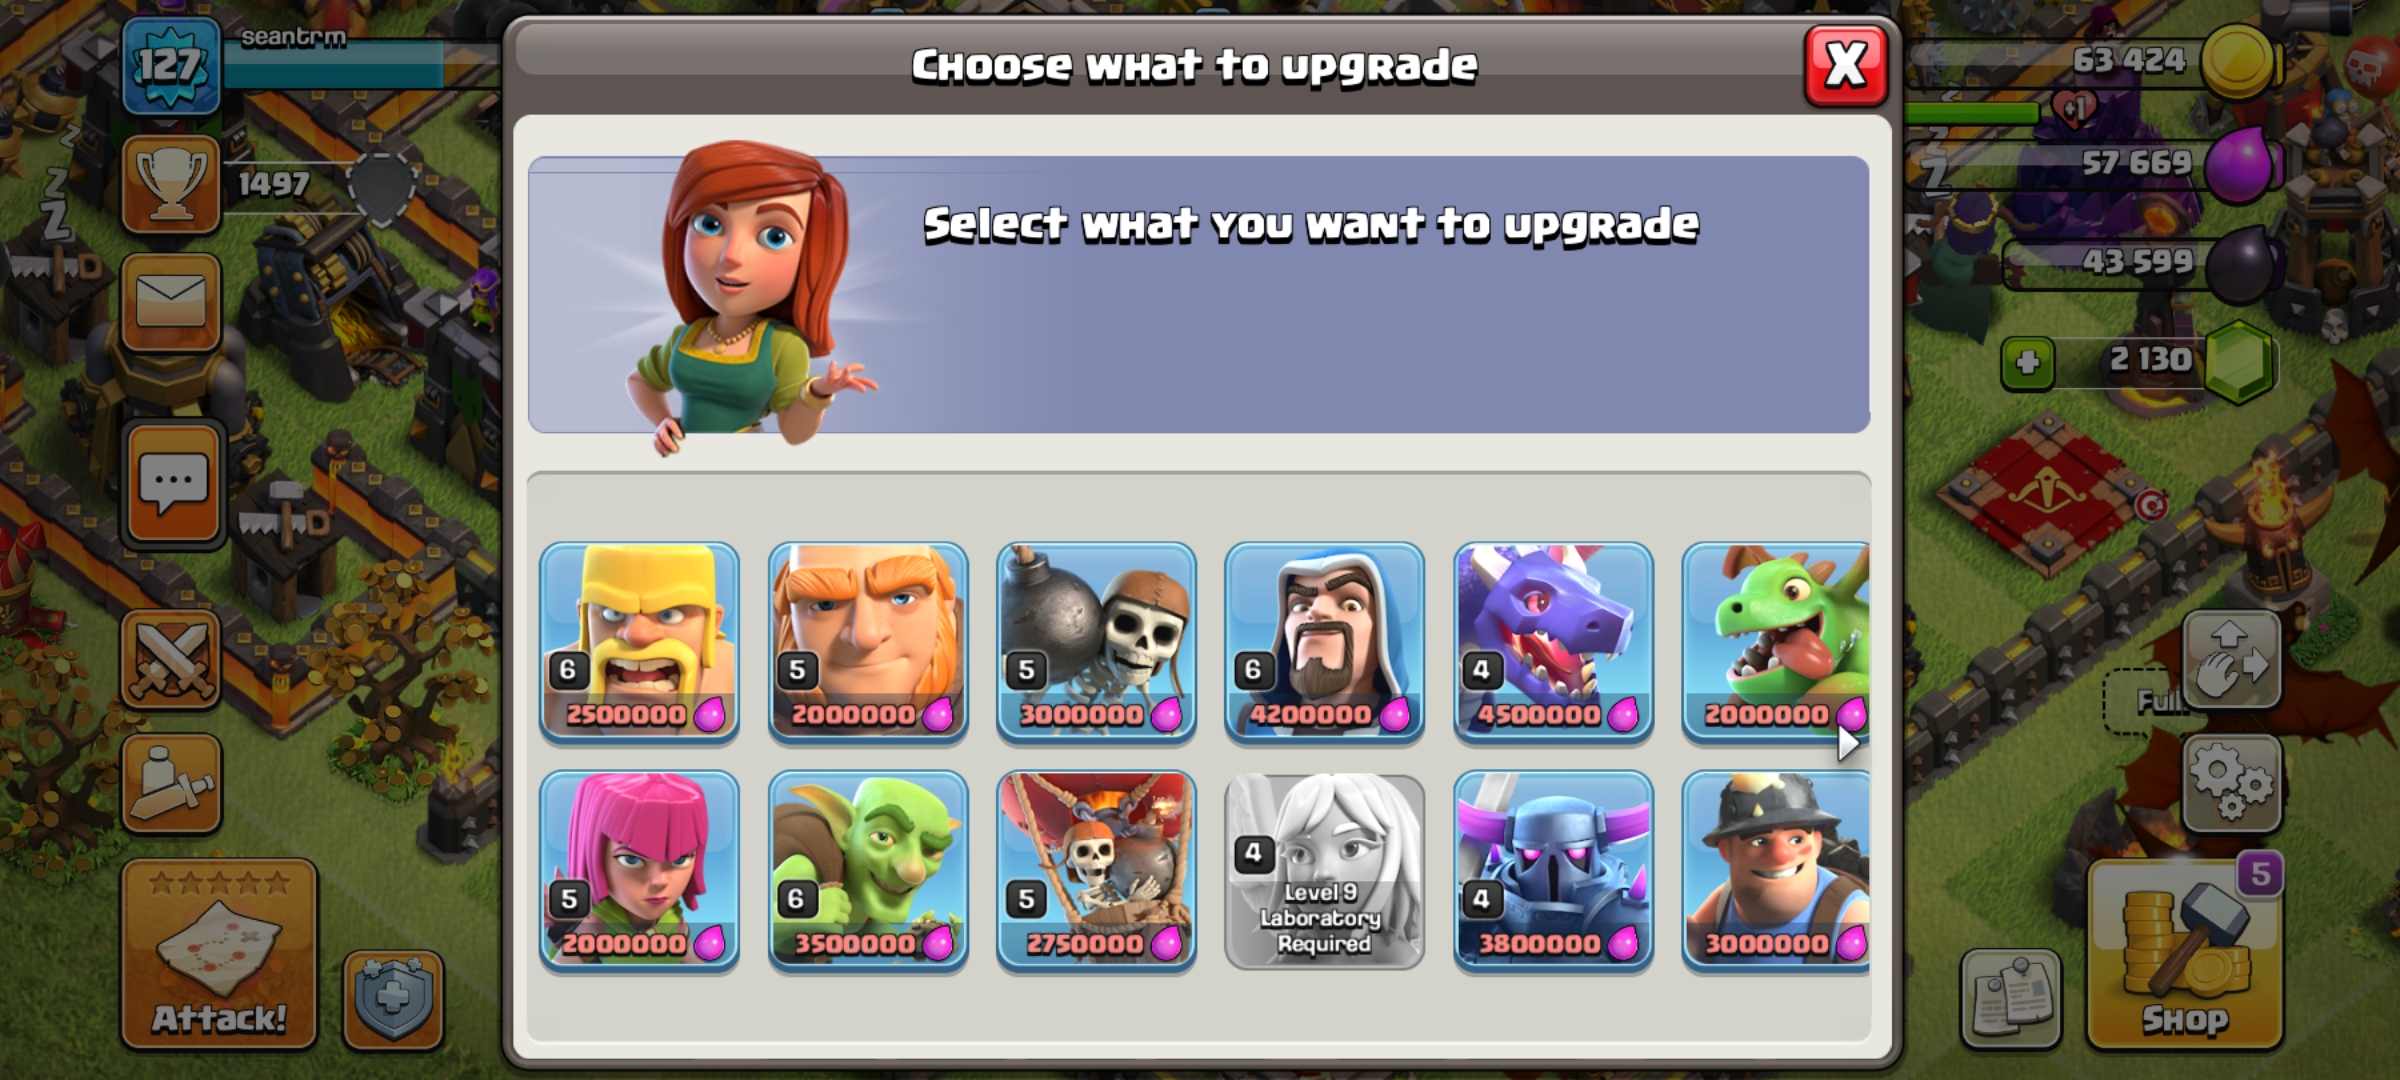 127
seantrm
1497
Attack!
Choose what to upgrade
X
Select what you want to upgrade
6
2500000
5
2000000
5
3000000
6
4200000
4
4500000
2000000
5
2000000
6
3500000
5
2750000
4
Level 9
Laboratory
Required
4
3800000
3000000
63 424
+1
57 669
43 599
2 130
Full
5
Shop